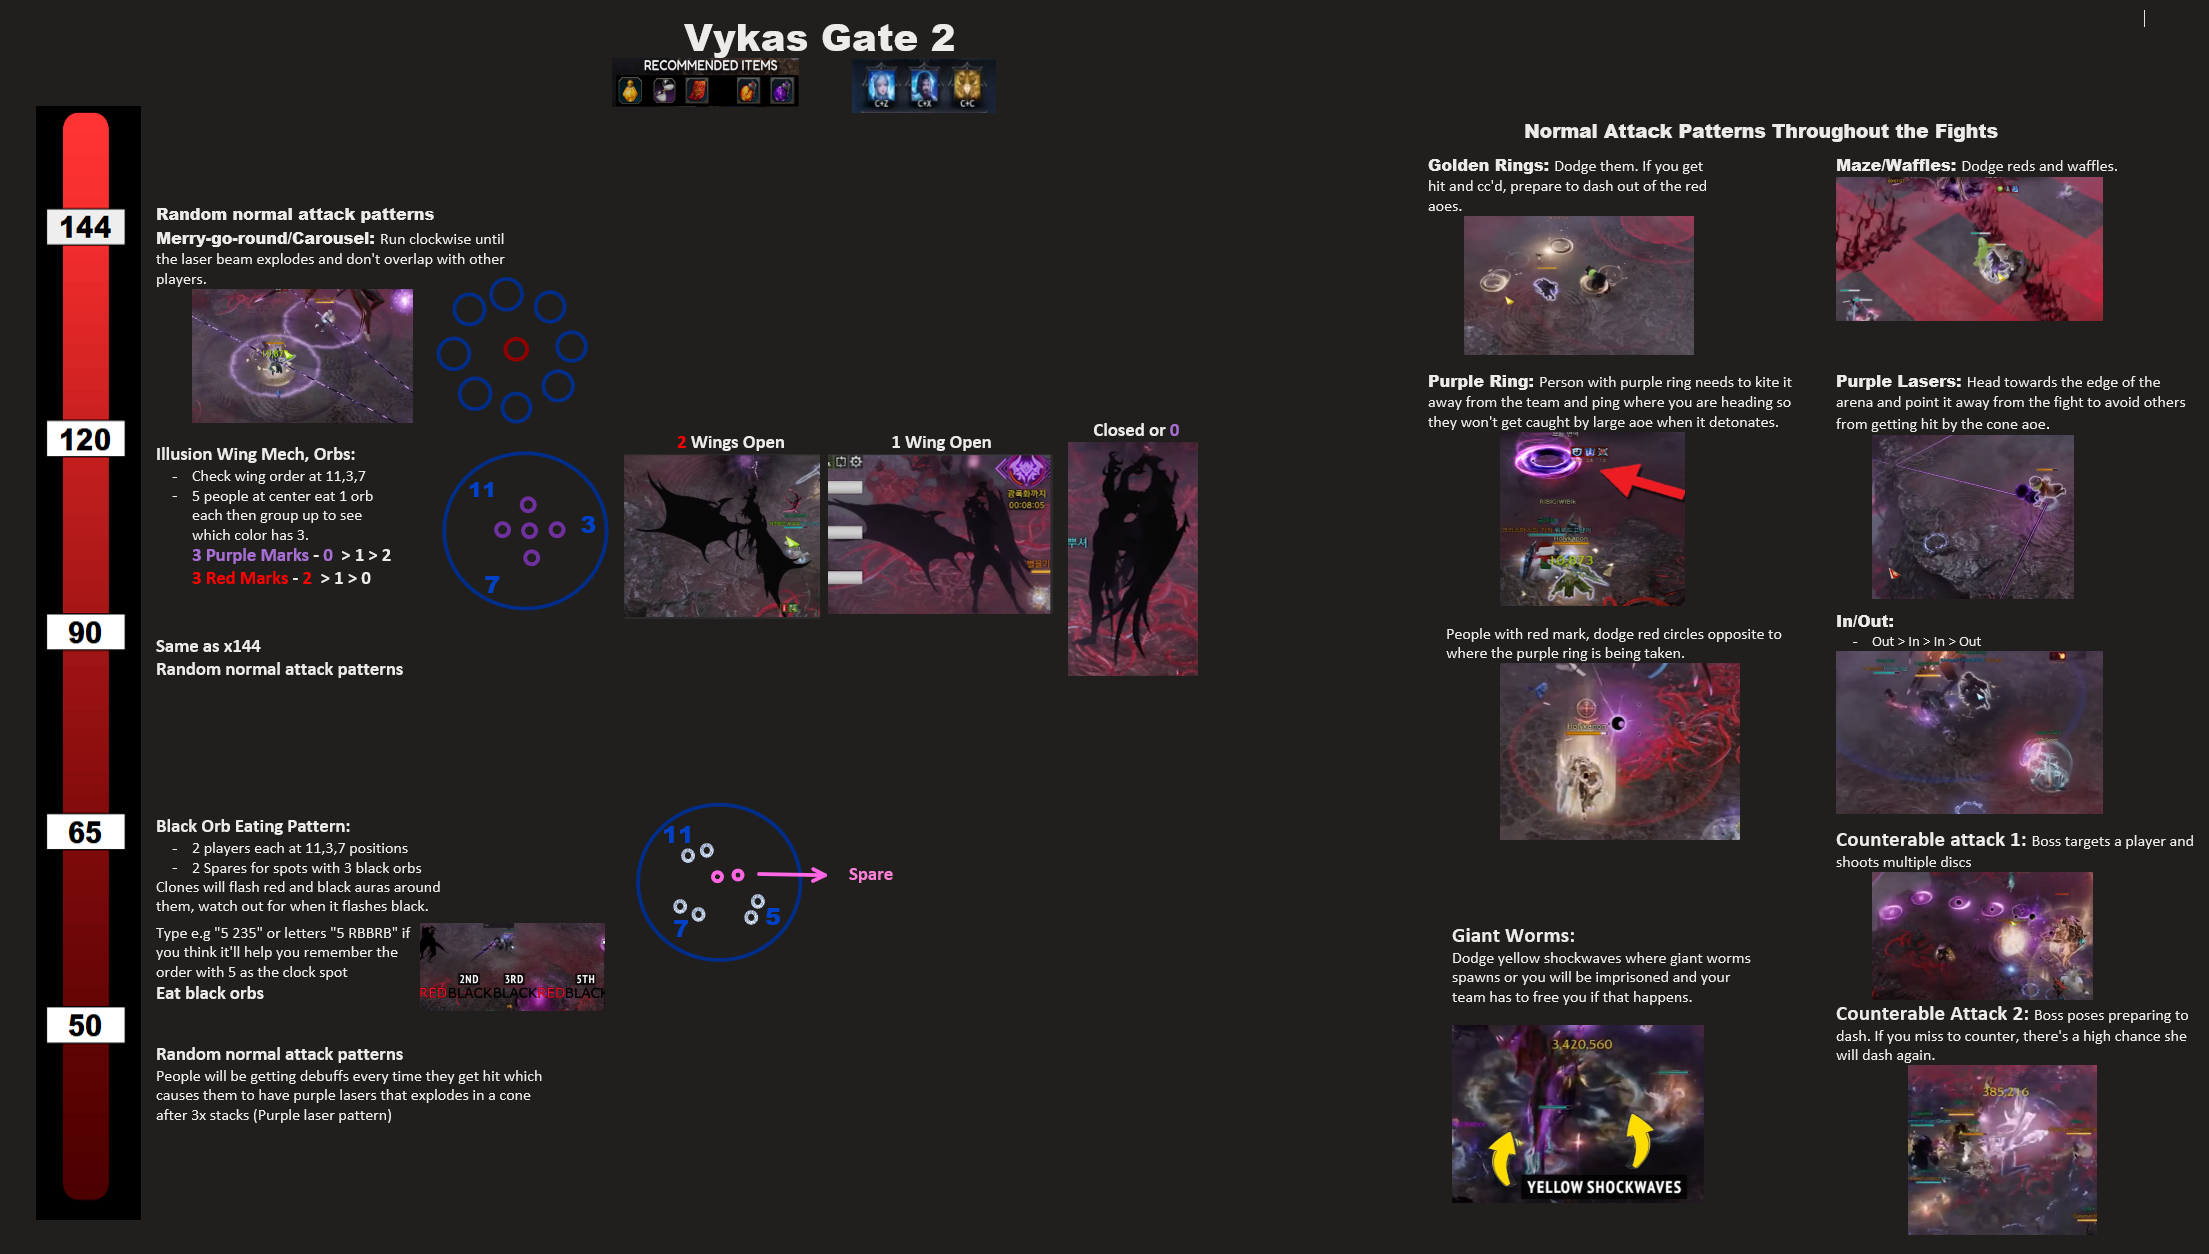 Vykas Gate 2
RECOMMENDED ITEMS
C+Z
C+X
C+C
144
120
90
65
50
Random normal attack patterns
Merry-go-round/Carousel: Run clockwise until
the laser beam explodes and don't overlap with other
players.
Illusion Wing Mech, Orbs:
- Check wing order at 11,3,7
- 5 people at center eat 1 orb
each then group up to see
which color has 3.
3 Purple Marks - 0 > 1 > 2
3 Red Marks - 2 > 1 > 0
11
3
7
2 Wings Open
1 Wing Open
광폭화까지
00:08:05
Closed or 0
뿌셔
Same as x144
Random normal attack patterns
Black Orb Eating Pattern:
- 2 players each at 11,3,7 positions
- 2 Spares for spots with 3 black orbs
Clones will flash red and black auras around
them, watch out for when it flashes black.
Type e.g "5 235" or letters "5 RBBRB" if
you think it'll help you remember the
order with 5 as the clock spot
Eat black orbs
2ND
3RD
5TH
RED BLACK BLACK RED BLACK
11
5
7
Spare
Random normal attack patterns
People will be getting debuffs every time they get hit which
causes them to have purple lasers that explodes in a cone
after 3x stacks (Purple laser pattern)
Normal Attack Patterns Throughout the Fights
Golden Rings: Dodge them. If you get
hit and cc'd, prepare to dash out of the red
aoes.
Purple Ring: Person with purple ring needs to kite it
away from the team and ping where you are heading so
they won't get caught by large aoe when it detonates.
People with red mark, dodge red circles opposite to
where the purple ring is being taken.
Giant Worms:
Dodge yellow shockwaves where giant worms
spawns or you will be imprisoned and your
team has to free you if that happens.
3,420,560
YELLOW SHOCKWAVES
Maze/Waffles: Dodge reds and waffles.
Purple Lasers: Head towards the edge of the
arena and point it away from the fight to avoid others
from getting hit by the cone aoe.
In/Out:
- Out > In > In > Out
Counterable attack 1: Boss targets a player and
shoots multiple discs
Counterable Attack 2: Boss poses preparing to
dash. If you miss to counter, there's a high chance she
will dash again.
385,216